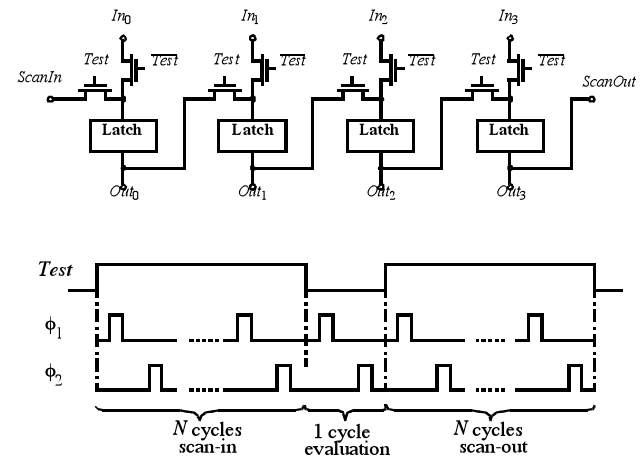 In0 In1 In2 In3
Test Test Test Test Test Test Test Test
ScanIn ScanOut
Latch Latch Latch Latch
Out0 Out1 Out2 Out3
Test
ϕ1
ϕ2
N cycles scan-in
1 cycle evaluation
N cycles scan-out